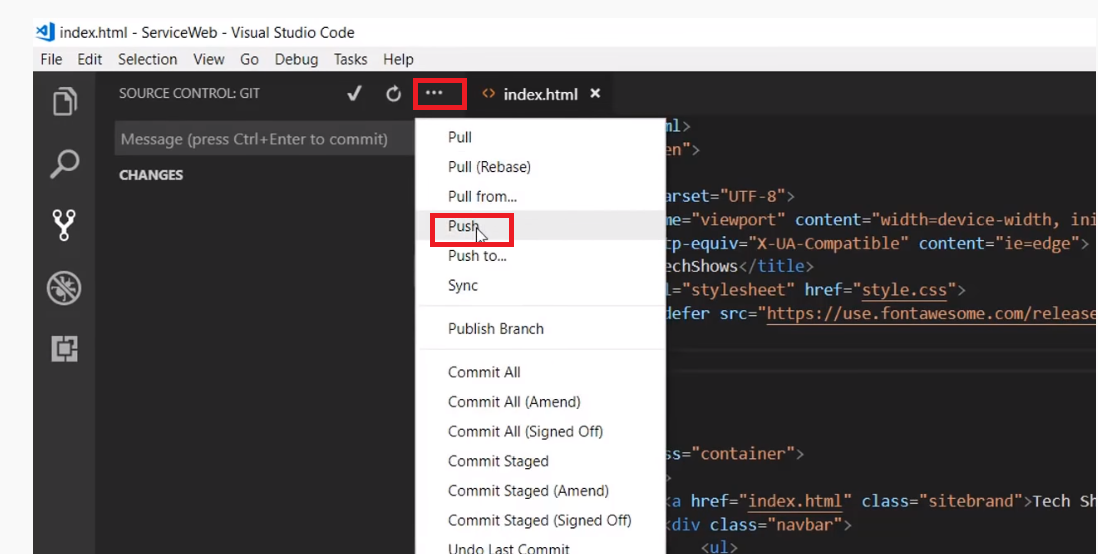 index.html - ServiceWeb - Visual Studio Code
File Edit Selection View Go Debug Tasks Help
SOURCE CONTROL: GIT
••• <> index.html ×
Message (press Ctrl+Enter to commit)
CHANGES
Pull
Pull (Rebase)
Pull from...
Push
Push to...
Sync
Publish Branch
Commit All
Commit All (Amend)
Commit All (Signed Off)
Commit Staged
Commit Staged (Amend)
Commit Staged (Signed Off)
Undo Last Commit
ml>
en">
arset="UTF-8">
me="viewport" content="width=device-width, ini
tp-equiv="X-UA-Compatible" content="ie=edge">
echShows</title>
l="stylesheet" href="style.css">
defer src="https://use.fontawesome.com/release
ss="container">
>
<a href="index.html" class="sitebrand">Tech Sh
<div class="navbar">
<ul>